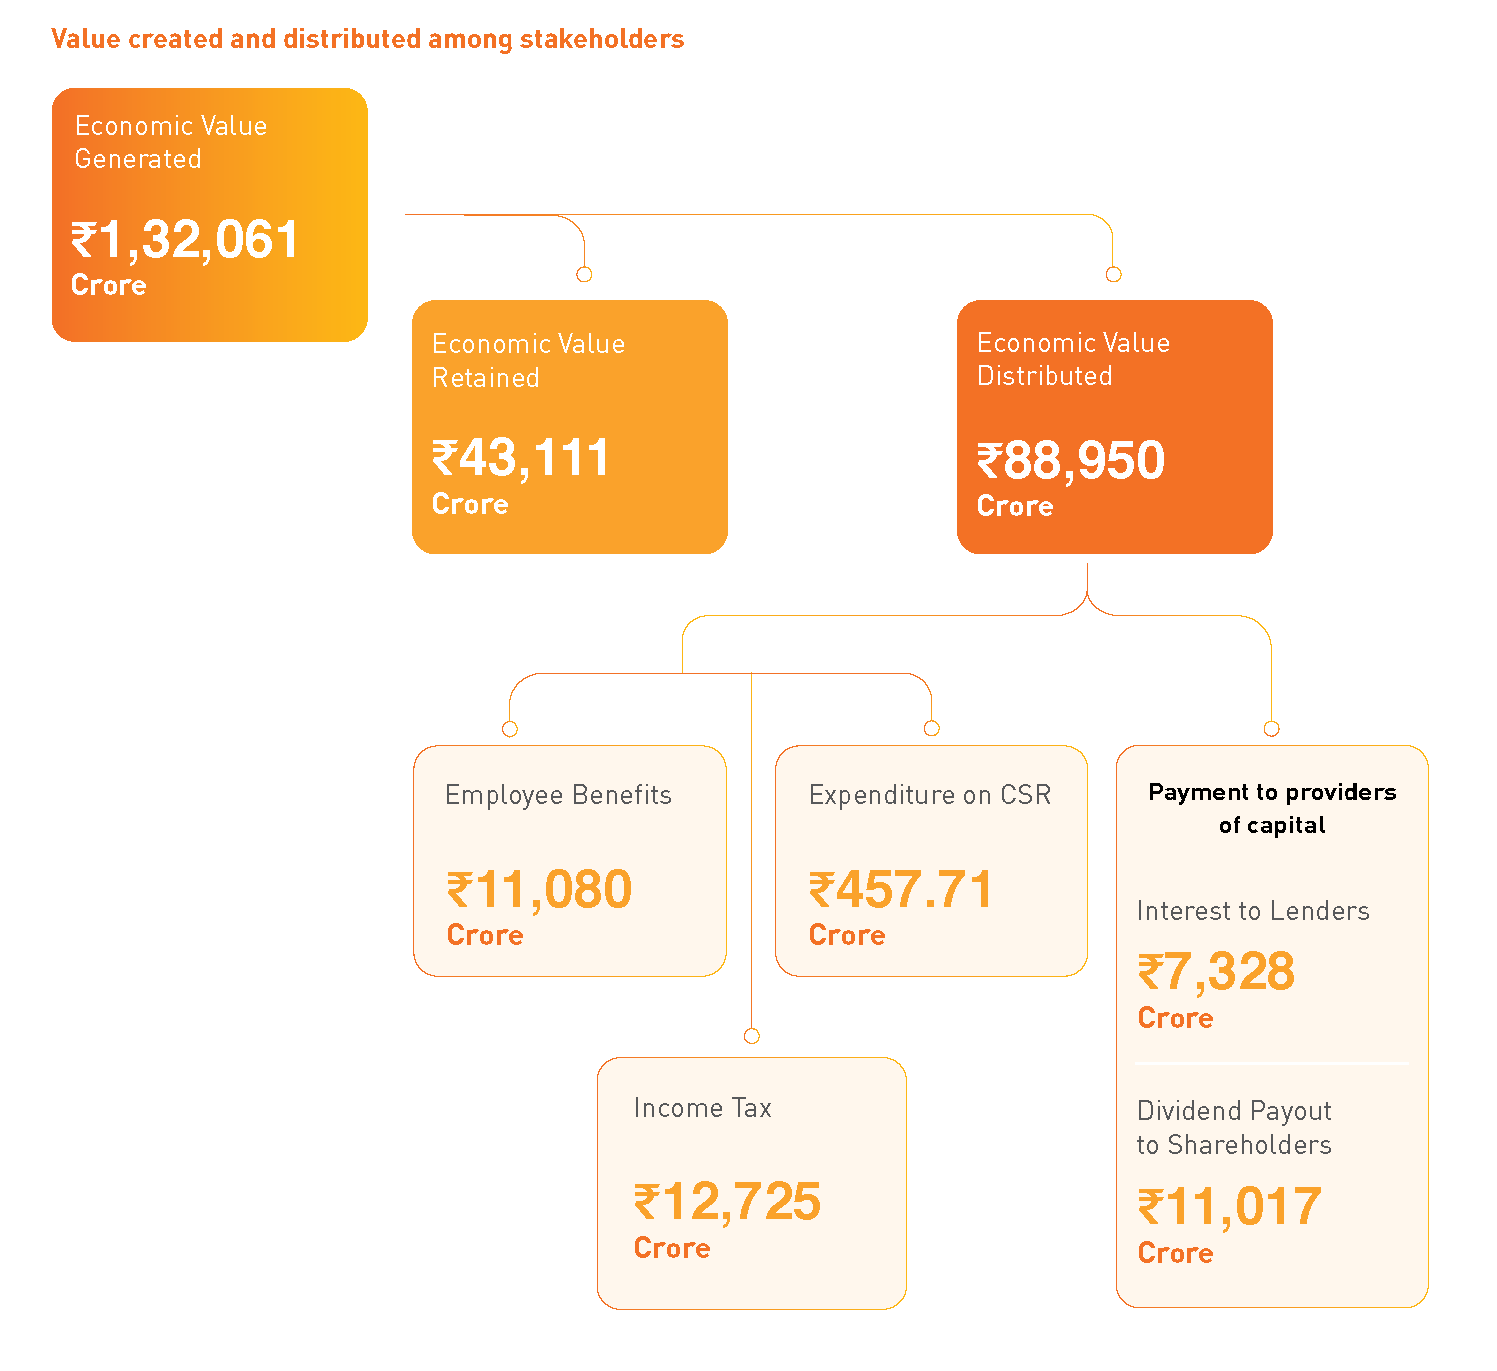 Value created and distributed among stakeholders
Economic Value
Generated
₹1,32,061
Crore
Economic Value
Retained
₹43,111
Crore
Economic Value
Distributed
₹88,950
Crore
Employee Benefits
₹11,080
Crore
Expenditure on CSR
₹457.71
Crore
Payment to providers
of capital
Interest to Lenders
₹7,328
Crore
Dividend Payout
to Shareholders
₹11,017
Crore
Income Tax
₹12,725
Crore